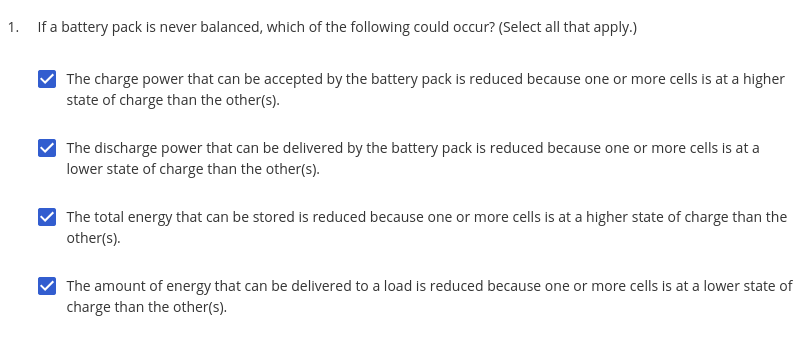 1. If a battery pack is never balanced, which of the following could occur? (Select all that apply.)
The charge power that can be accepted by the battery pack is reduced because one or more cells is at a higher
state of charge than the other(s).
The discharge power that can be delivered by the battery pack is reduced because one or more cells is at a
lower state of charge than the other(s).
The total energy that can be stored is reduced because one or more cells is at a higher state of charge than the
other(s).
The amount of energy that can be delivered to a load is reduced because one or more cells is at a lower state of
charge than the other(s).